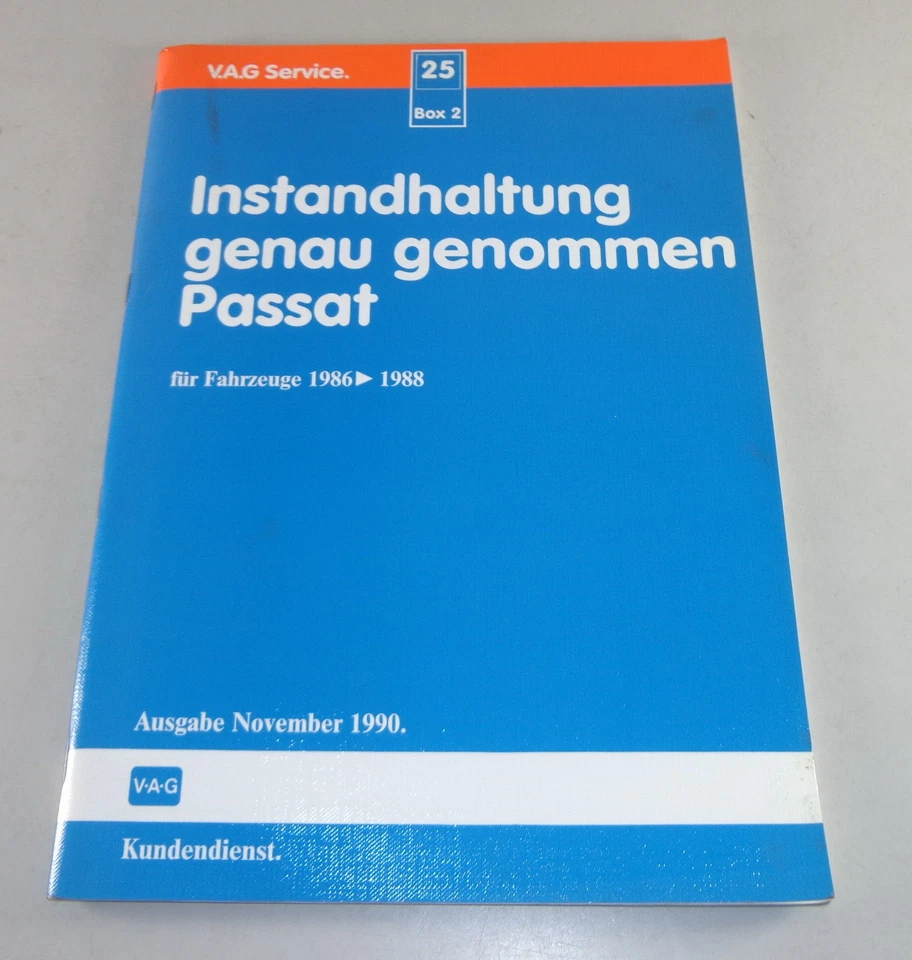 V.A.G Service.
25
Box 2
Instandhaltung
genau genommen
Passat
für Fahrzeuge 1986► 1988
Ausgabe November 1990.
V·A·G
Kundendienst.